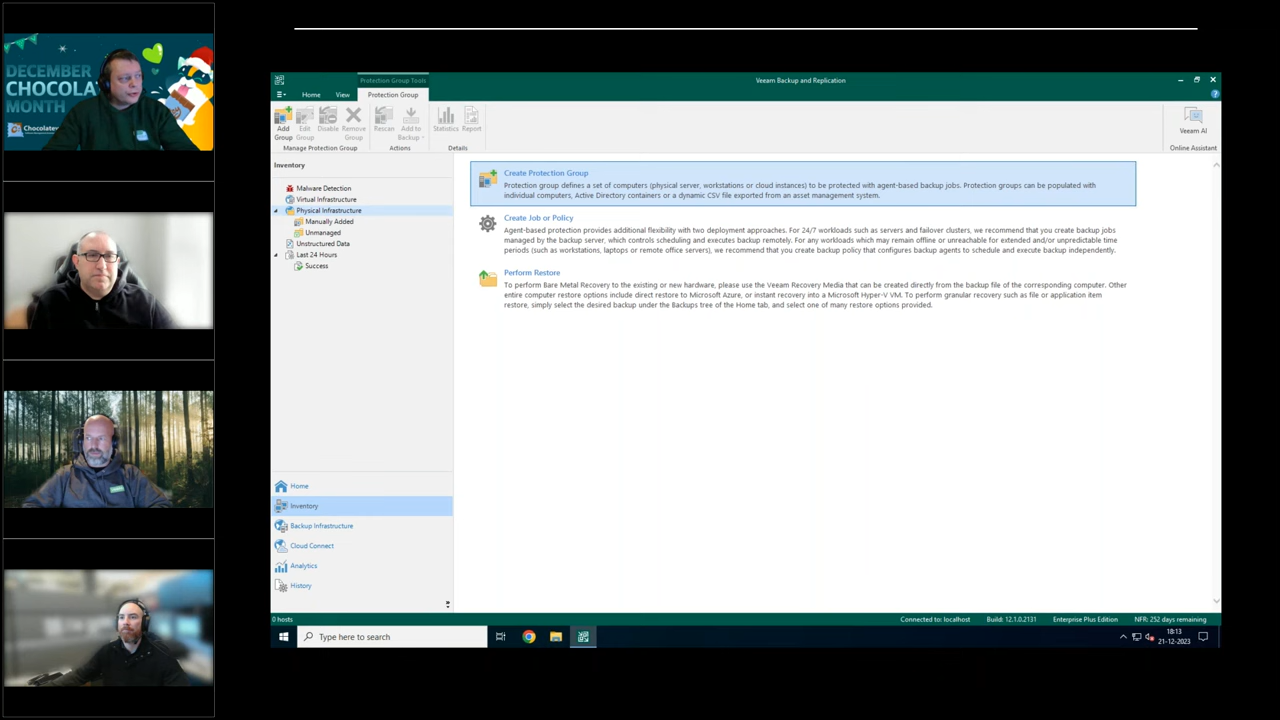 DECEMBER
CHOCOL
MONTH
Chocolatey
Protection Group Tools
Veeam Backup and Replication
Home
View
Protection Group
Add Group
Edit Group
Disable
Remove Group
Rescan
Add to Backup
Statistics
Report
Veeam AI
Manage Protection Group
Actions
Details
Online Assistant
Inventory
Malware Detection
Virtual Infrastructure
Physical Infrastructure
Manually Added
Unmanaged
Unstructured Data
Last 24 Hours
Success
Create Protection Group
Protection group defines a set of computers (physical server, workstations or cloud instances) to be protected with agent-based backup jobs. Protection groups can be populated with
individual computers, Active Directory containers or a dynamic CSV file exported from an asset management system.
Create Job or Policy
Agent-based protection provides additional flexibility with two deployment approaches. For 24/7 workloads such as servers and failover clusters, we recommend that you create backup jobs
managed by the backup server, which controls scheduling and executes backup remotely. For any workloads which may remain offline or unreachable for extended and/or unpredictable time
periods (such as workstations, laptops or remote office servers), we recommend that you create backup policy that configures backup agents to schedule and execute backup independently.
Perform Restore
To perform Bare Metal Recovery to the existing or new hardware, please use the Veeam Recovery Media that can be created directly from the backup file of the corresponding computer. Other
entire computer restore options include direct restore to Microsoft Azure, or instant recovery into a Microsoft Hyper-V VM. To perform granular recovery such as file or application item
restore, simply select the desired backup under the Backups tree of the Home tab, and select one of many restore options provided.
Home
Inventory
Backup Infrastructure
Cloud Connect
Analytics
History
0 hosts
Connected to: localhost
Build: 12.1.0.2131
Enterprise Plus Edition
NFR: 252 days remaining
Type here to search
18:13
21-12-2023